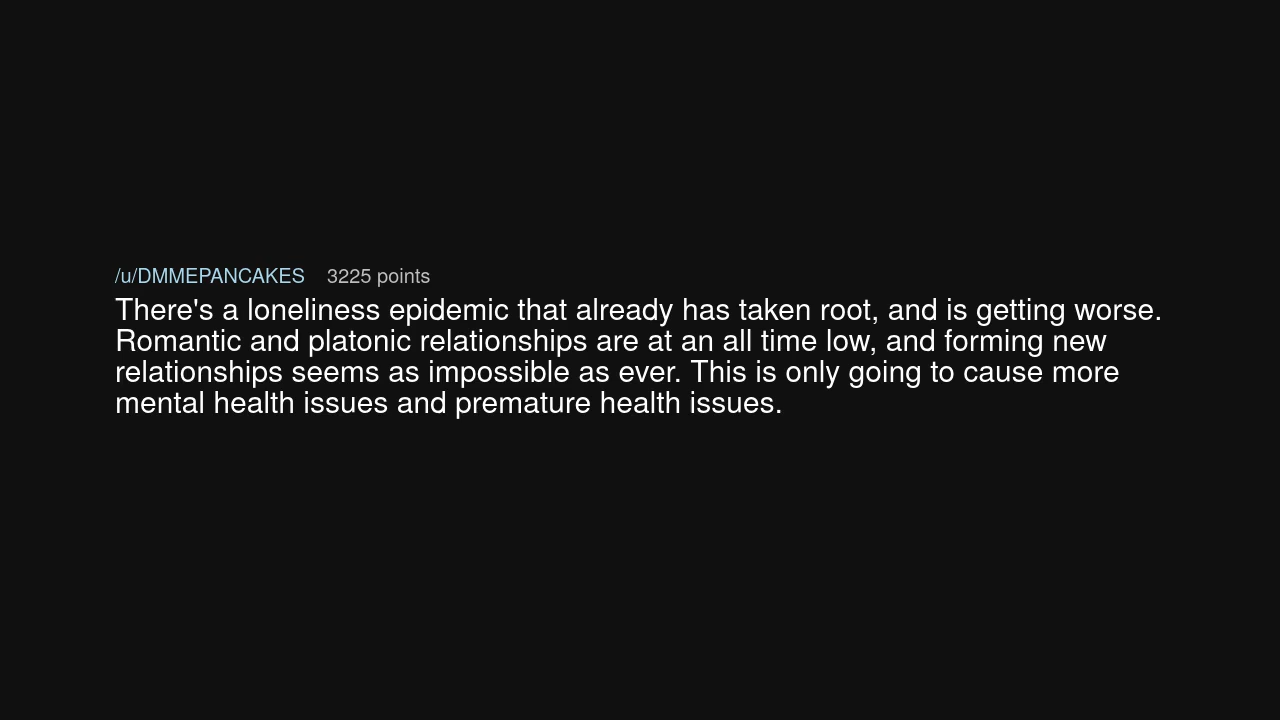 /u/DMMEPANCAKES 3225 points
There's a loneliness epidemic that already has taken root, and is getting worse.
Romantic and platonic relationships are at an all time low, and forming new
relationships seems as impossible as ever. This is only going to cause more
mental health issues and premature health issues.